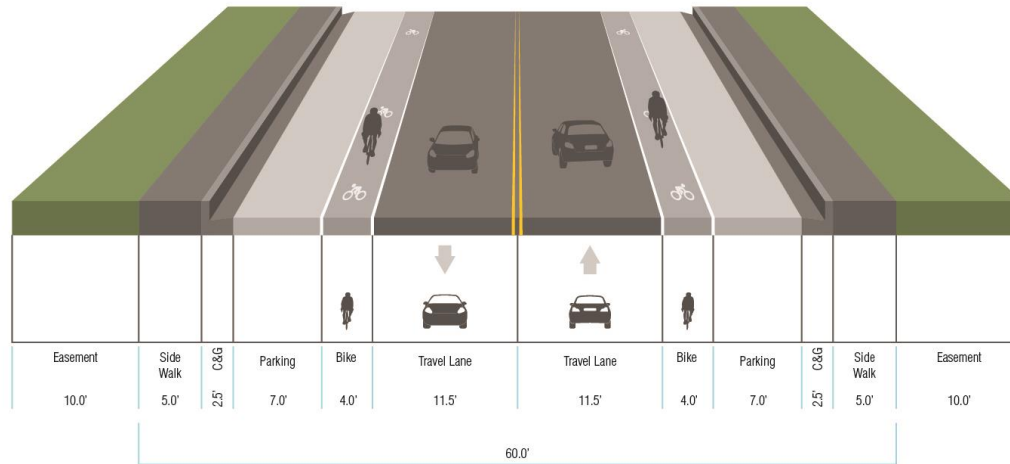 Easement
Side
Walk
C&G
Parking
Bike
Travel Lane
Travel Lane
Bike
Parking
C&G
Side
Walk
Easement
10.0'
5.0'
2.5'
7.0'
4.0'
11.5'
11.5'
4.0'
7.0'
2.5'
5.0'
10.0'
60.0'